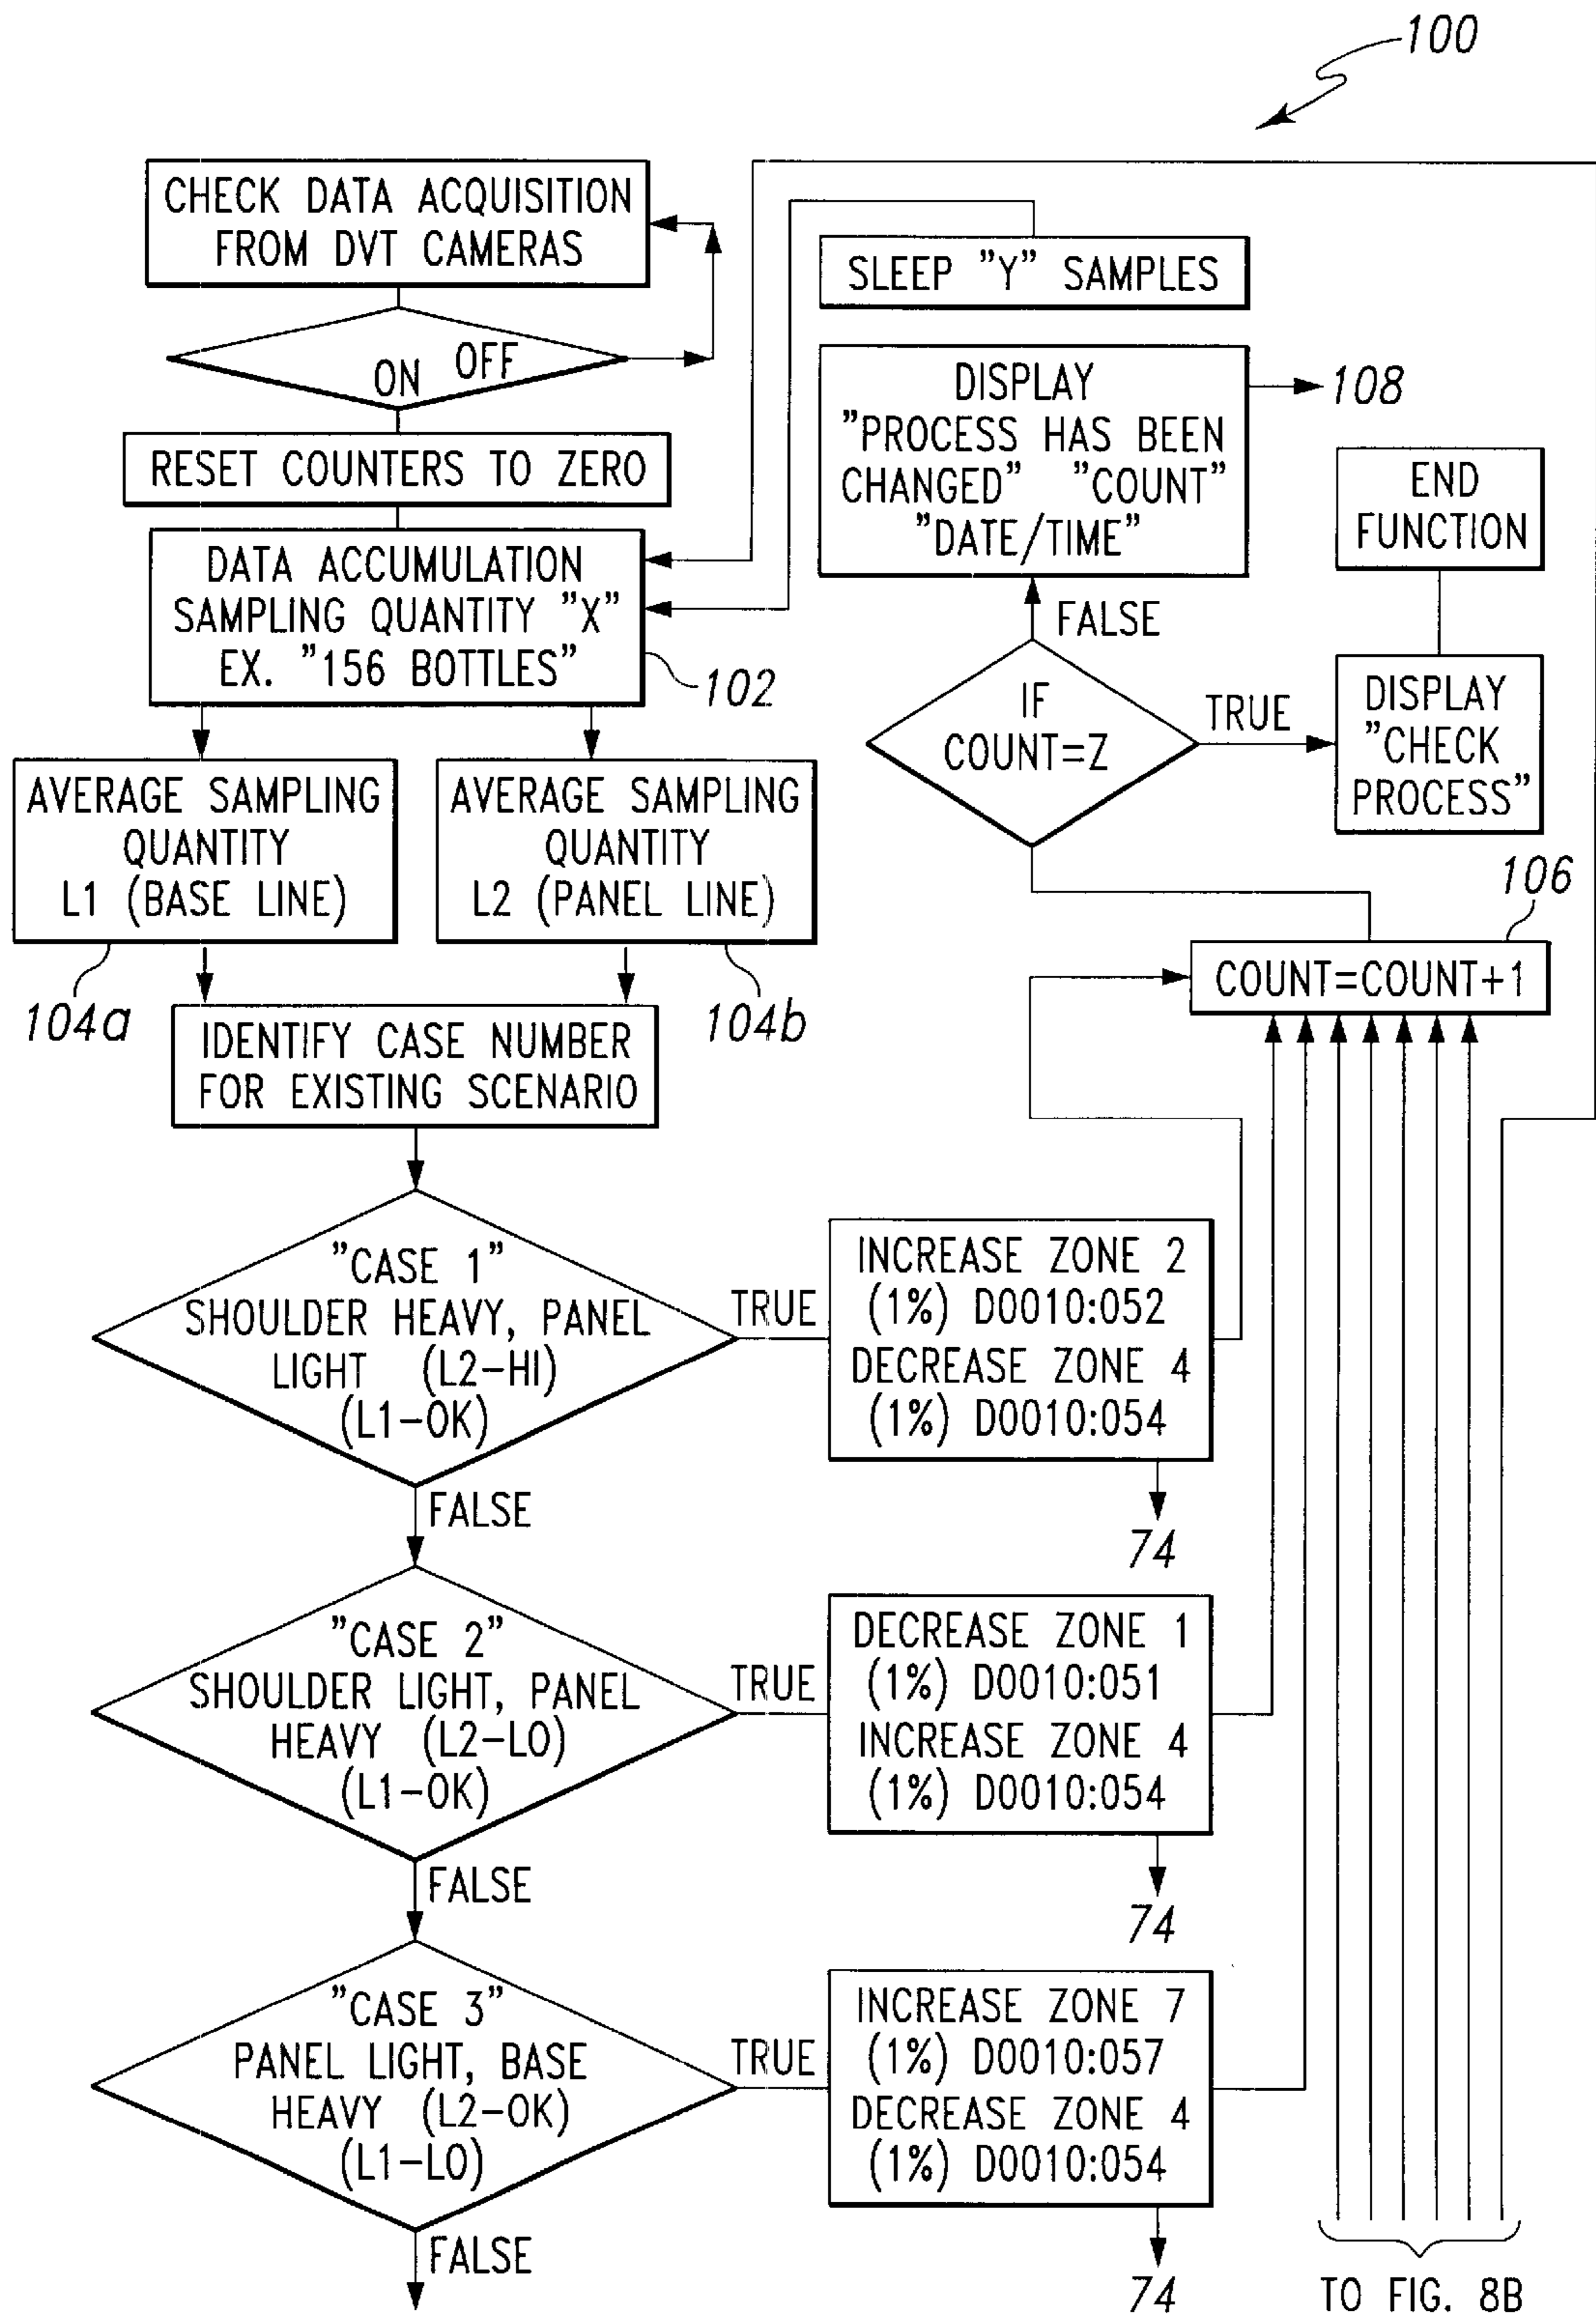 100
CHECK DATA ACQUISITION
FROM DVT CAMERAS
OFF
ON
RESET COUNTERS TO ZERO
DATA ACCUMULATION
SAMPLING QUANTITY "X"
EX. "156 BOTTLES"
102
AVERAGE SAMPLING
QUANTITY
L1 (BASE LINE)
104a
AVERAGE SAMPLING
QUANTITY
L2 (PANEL LINE)
104b
IDENTIFY CASE NUMBER
FOR EXISTING SCENARIO
SLEEP "Y" SAMPLES
DISPLAY
"PROCESS HAS BEEN
CHANGED" "COUNT"
"DATE/TIME"
108
FALSE
IF
COUNT=Z
TRUE
END
FUNCTION
DISPLAY
"CHECK
PROCESS"
106
COUNT=COUNT+1
"CASE 1"
SHOULDER HEAVY, PANEL
LIGHT (L2-HI)
(L1-OK)
TRUE
INCREASE ZONE 2
(1%) D0010:052
DECREASE ZONE 4
(1%) D0010:054
74
FALSE
"CASE 2"
SHOULDER LIGHT, PANEL
HEAVY (L2-LO)
(L1-OK)
TRUE
DECREASE ZONE 1
(1%) D0010:051
INCREASE ZONE 4
(1%) D0010:054
74
FALSE
"CASE 3"
PANEL LIGHT, BASE
HEAVY (L2-OK)
(L1-LO)
TRUE
INCREASE ZONE 7
(1%) D0010:057
DECREASE ZONE 4
(1%) D0010:054
74
FALSE
TO FIG. 8B